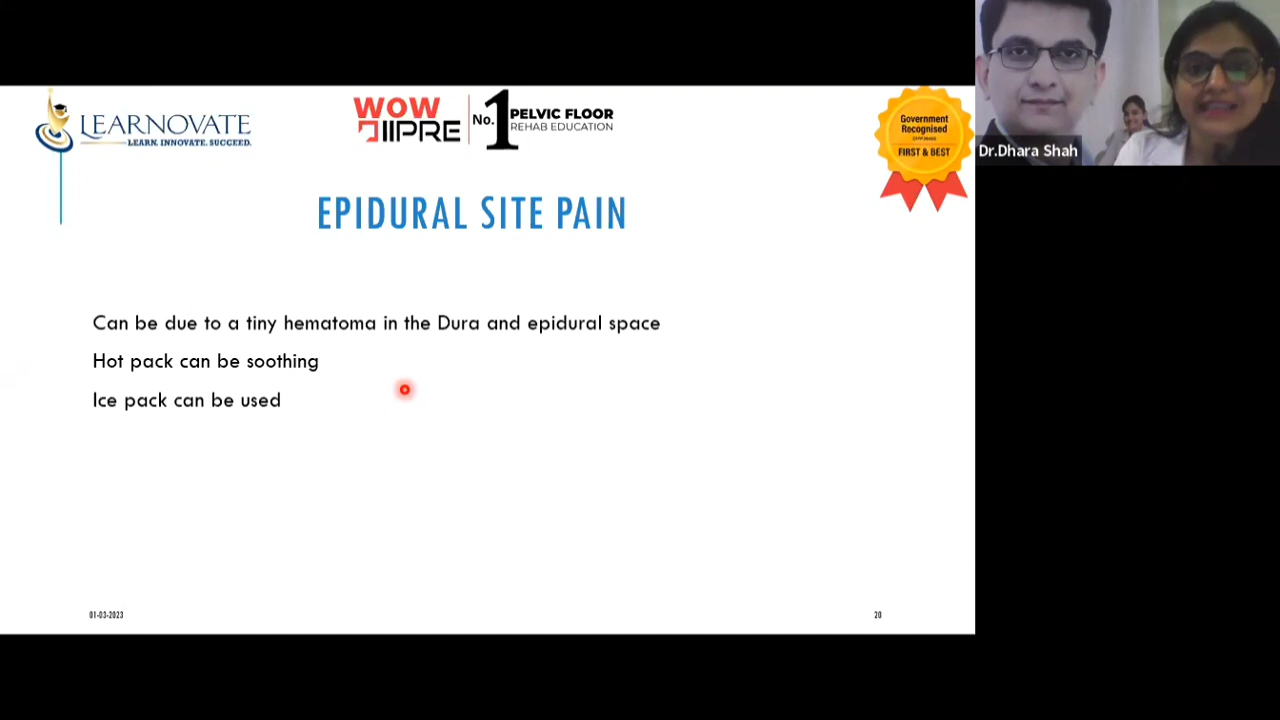 LEARNOVATE
LEARN. INNOVATE. SUCCEED.
WOW
IIPRE
No. 1 PELVIC FLOOR
REHAB EDUCATION
Government
Recognised
FIRST & BEST
Dr.Dhara Shah
EPIDURAL SITE PAIN
Can be due to a tiny hematoma in the Dura and epidural space
Hot pack can be soothing
Ice pack can be used
01-03-2023
20